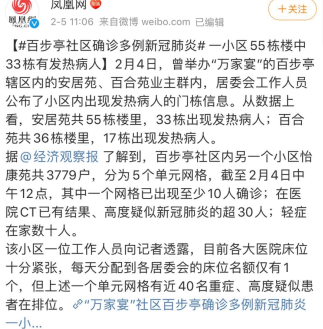 凤凰网
2-5 11:06 来自微博 weibo.com 已编辑
+关注
【#百步亭社区确诊多例新冠肺炎# 一小区55栋楼中
33栋有发热病人】2月4日，曾举办“万家宴”的百步亭
辖区内的安居苑、百合苑业主群内，居委会工作人员
公布了小区内出现发热病人的门栋信息。从数据上
看，安居苑共55栋楼里，33栋出现发热病人；百合
苑共36栋楼里，17栋出现发热病人。
据@经济观察报 了解到，百步亭社区内另一个小区怡
康苑共3779户，分为5个单元网格，截至2月4日中
午12点，其中一个网格已出现至少10人确诊；在医
院CT已有结果、高度疑似新冠肺炎的超30人；轻症
在家数十人。
该小区一位工作人员向记者透露，目前各大医院床位
十分紧张，每天分配到各居委会的床位名额仅有1
个，但上述一个单元网格有近40名重症、高度疑似患
者在排位。“万家宴”社区百步亭确诊多例新冠肺炎
一小...